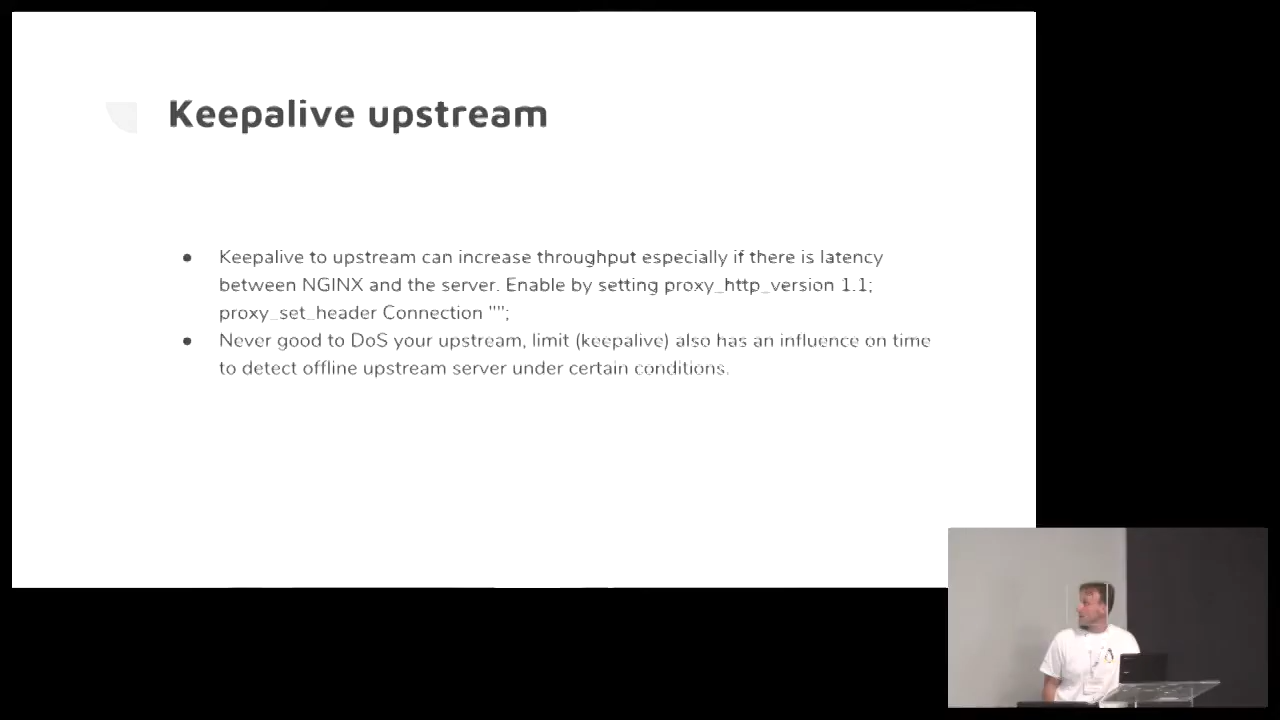 Keepalive upstream
● Keepalive to upstream can increase throughput especially if there is latency
between NGINX and the server. Enable by setting proxy_http_version 1.1;
proxy_set_header Connection "";
● Never good to DoS your upstream, limit (keepalive) also has an influence on time
to detect offline upstream server under certain conditions.